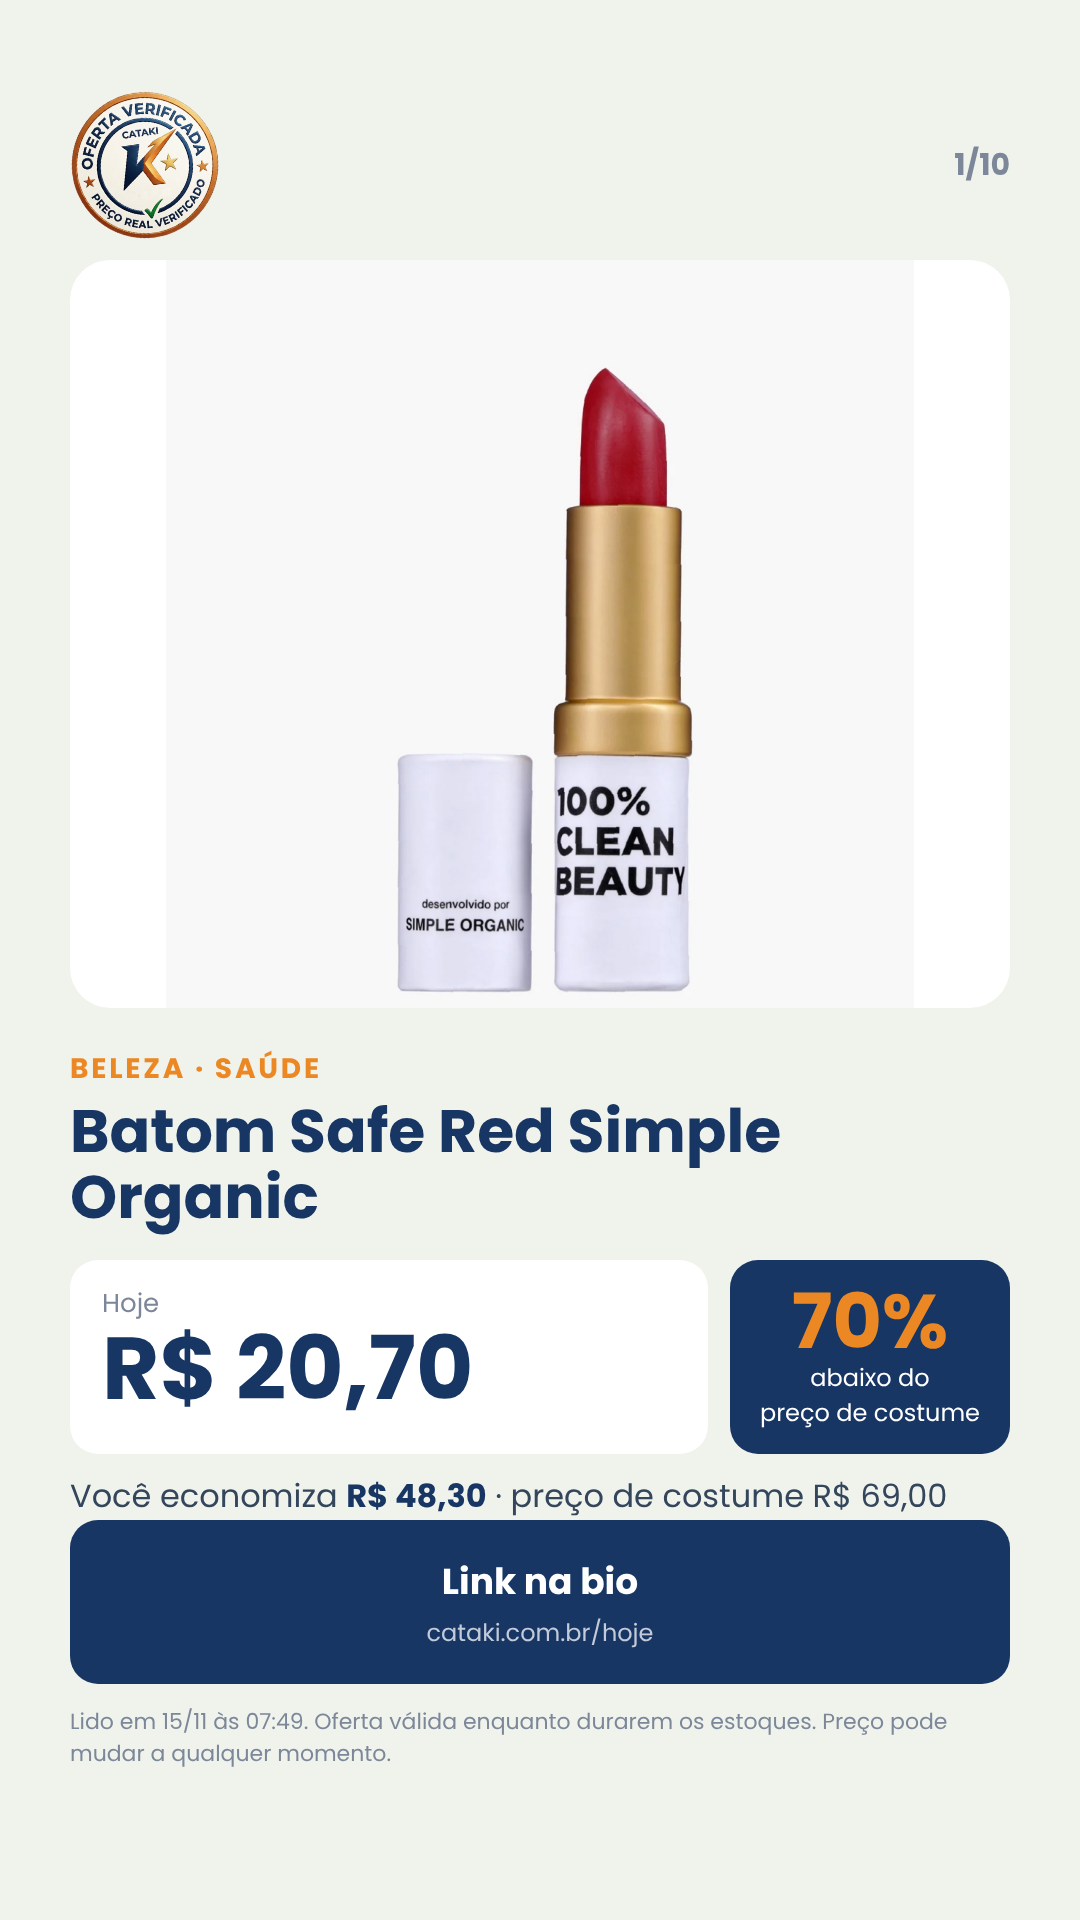 OFERTA VERIFICADA
CATAKI
PREÇO REAL VERIFICADO
1/10
100%
CLEAN
BEAUTY
desenvolvido por
SIMPLE ORGANIC
BELEZA · SAÚDE
Batom Safe Red Simple
Organic
Hoje
R$ 20,70
70%
abaixo do
preço de costume
Você economiza R$ 48,30 · preço de costume R$ 69,00
Link na bio
cataki.com.br/hoje
Lido em 15/11 às 07:49. Oferta válida enquanto durarem os estoques. Preço pode
mudar a qualquer momento.